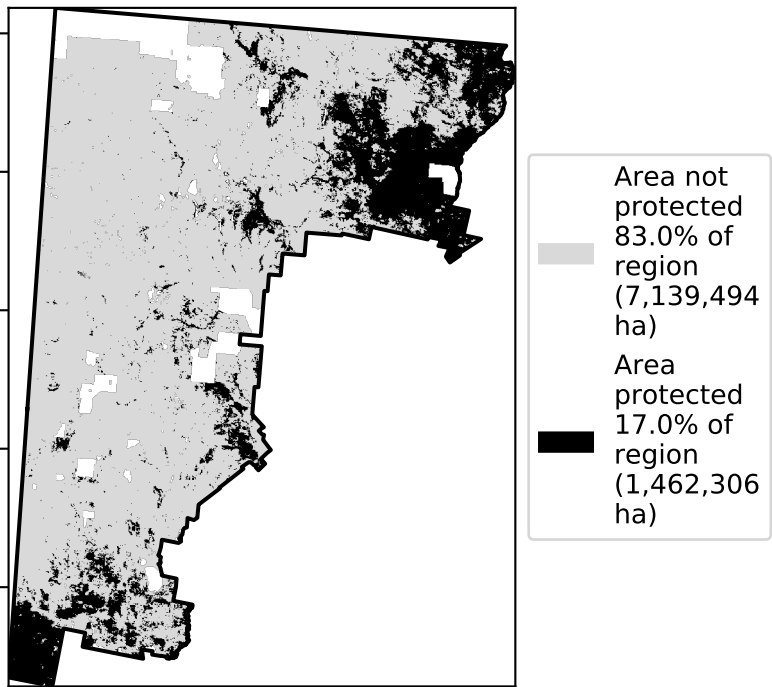 Area not
protected
83.0% of
region
(7,139,494
ha)
Area
protected
17.0% of
region
(1,462,306
ha)